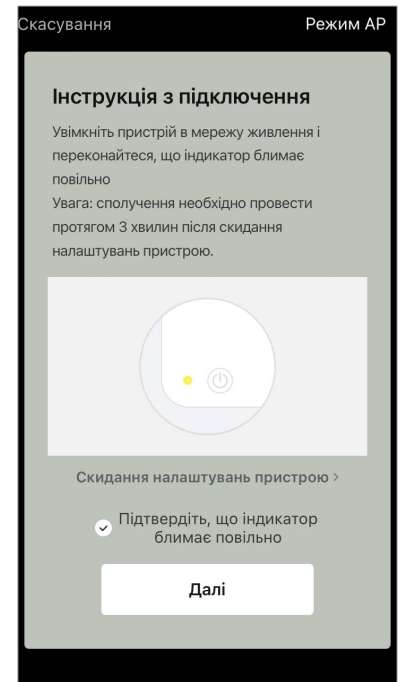 Скасування
Режим AP
Інструкція з підключення
Увімкніть пристрій в мережу живлення і
переконайтеся, що індикатор блимає
повільно
Увага: сполучення необхідно провести
протягом 3 хвилин після скидання
налаштувань пристрою.
Скидання налаштувань пристрою >
Підтвердіть, що індикатор
блимає повільно
Далі